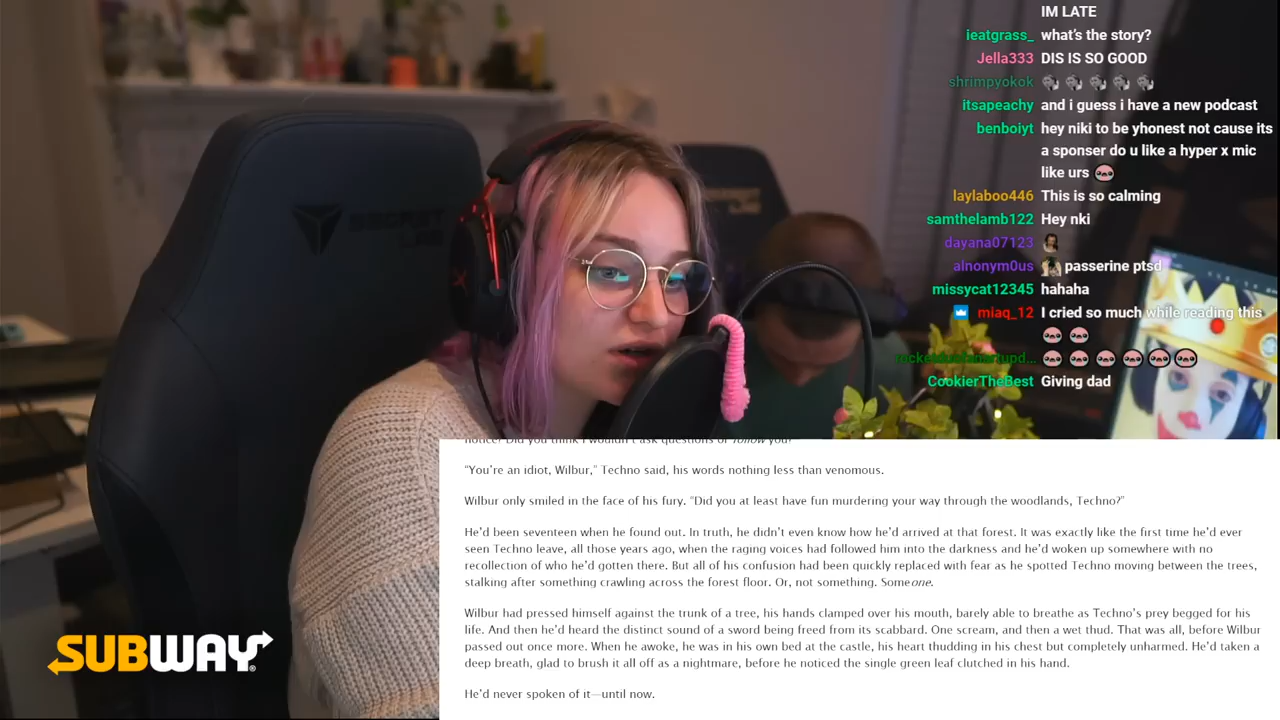 IM LATE
ieatgrass_ what's the story?
Jella333 DIS IS SO GOOD
shrimpyokok
itsapeachy and i guess i have a new podcast
benboiyt hey niki to be yhonest not cause its
a sponser do u like a hyper x mic
like urs
laylaboo446 This is so calming
samthelamb122 Hey nki
dayana07123
alnonym0us passerine ptsd
missycat12345 hahaha
miaq_12 I cried so much while reading this
CookierTheBest Giving dad
notice? Did you think I wouldn't ask questions or follow you?
"You're an idiot, Wilbur," Techno said, his words nothing less than venomous.
Wilbur only smiled in the face of his fury. "Did you at least have fun murdering your way through the woodlands, Techno?"
He'd been seventeen when he found out. In truth, he didn't even know how he'd arrived at that forest. It was exactly like the first time he'd ever
seen Techno leave, all those years ago, when the raging voices had followed him into the darkness and he'd woken up somewhere with no
recollection of who he'd gotten there. But all of his confusion had been quickly replaced with fear as he spotted Techno moving between the trees,
stalking after something crawling across the forest floor. Or, not something. Someone.
Wilbur had pressed himself against the trunk of a tree, his hands clamped over his mouth, barely able to breathe as Techno's prey begged for his
life. And then he'd heard the distinct sound of a sword being freed from its scabbard. One scream, and then a wet thud. That was all, before Wilbur
passed out once more. When he awoke, he was in his own bed at the castle, his heart thudding in his chest but completely unharmed. He'd taken a
deep breath, glad to brush it all off as a nightmare, before he noticed the single green leaf clutched in his hand.
He'd never spoken of it—until now.
SUBWAY